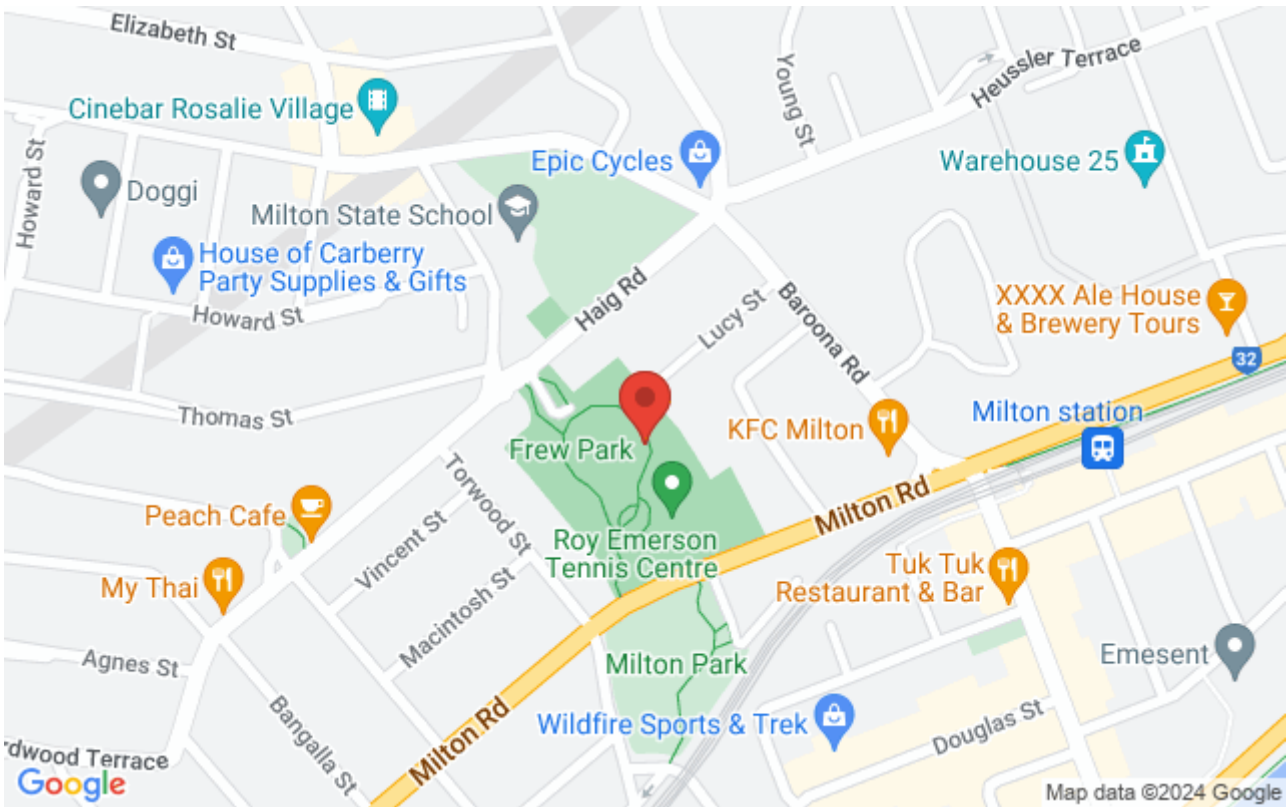 Elizabeth St
Young St
Heussler Terrace
Cinebar Rosalie Village
Epic Cycles
Warehouse 25
Howard St
Doggi
Milton State School
House of Carberry
Party Supplies & Gifts
Howard St
Haig Rd
Lucy St
Baroona Rd
XXXX Ale House
& Brewery Tours
32
Thomas St
Milton station
KFC Milton
Frew Park
Torwood St
Milton Rd
Peach Cafe
Vincent St
Roy Emerson
Tennis Centre
Tuk Tuk
Restaurant & Bar
My Thai
Macintosh St
Agnes St
Milton Park
Emesent
Bangalla St
Milton Rd
Wildfire Sports & Trek
Douglas St
rdwood Terrace
Google
Map data ©2024 Google